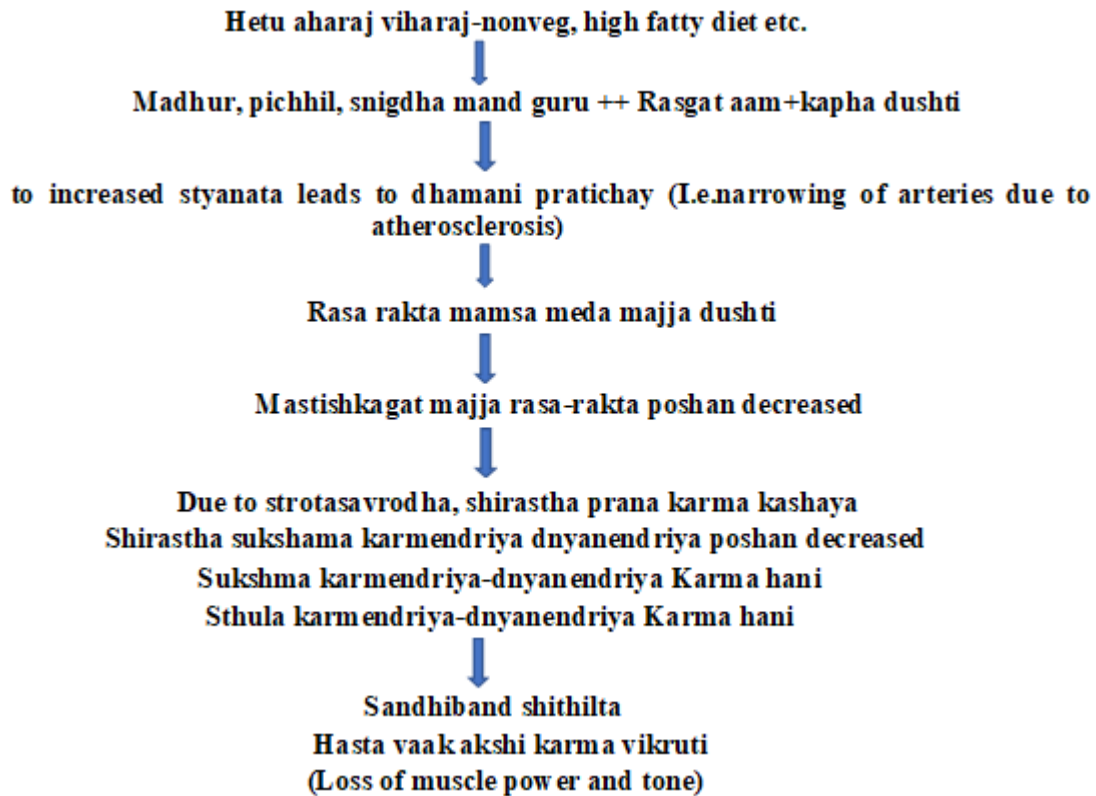 Hetu aharaj viharaj-nonveg, high fatty diet etc.
Madhur, pichhil, snigdha mand guru ++ Rasgat aam+kapha dushti
to increased styanata leads to dhamani pratichay (I.e.narrowing of arteries due to
atherosclerosis)
Rasa rakta mamsa meda majja dushti
Mastishkagat majja rasa-rakta poshan decreased
Due to strotasavrodha, shirastha prana karma kashaya
Shirastha sukshama karmendriya dnyanendriya poshan decreased
Sukshma karmendriya-dnyanendriya Karma hani
Sthula karmendriya-dnyanendriya Karma hani
Sandhiband shithilta
Hasta vaak akshi karma vikruti
(Loss of muscle power and tone)